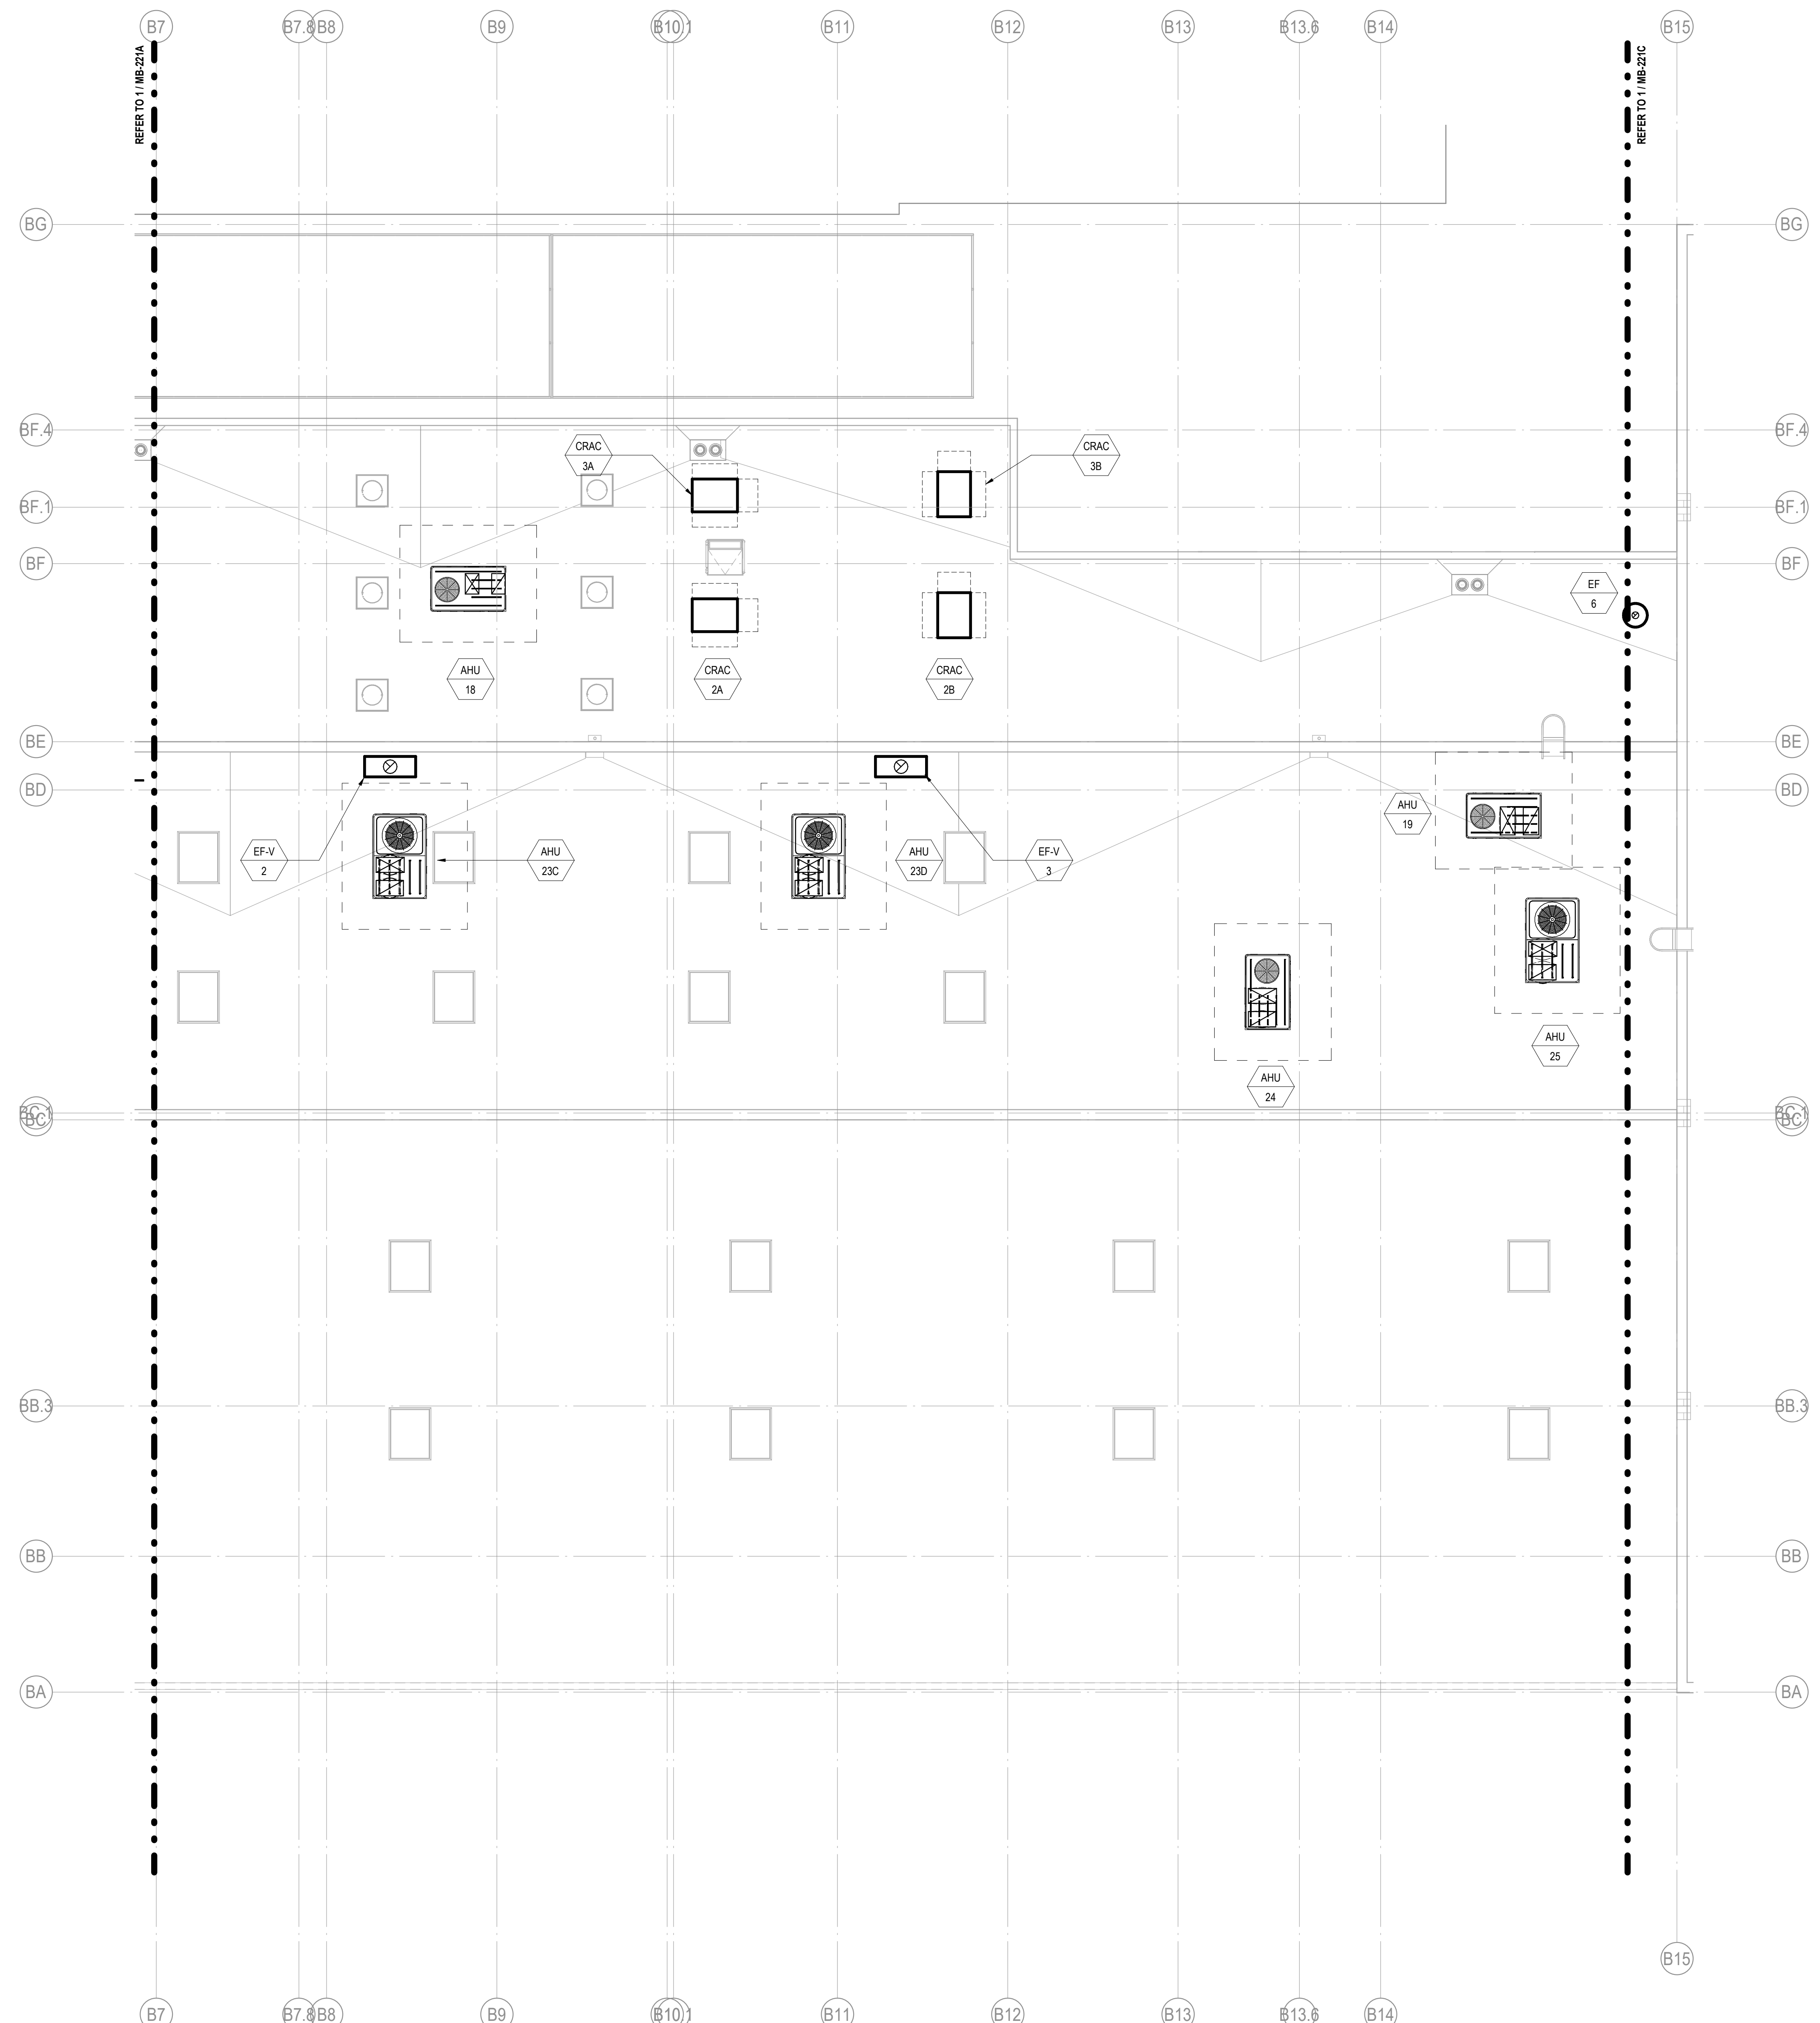 B7
B7.8
B8
B9
B10.1
B11
B12
B13
B13.6
B14
B15
REFER TO 1 / MB-221A
REFER TO 1 / MB-221C
BG
BG
BF.4
BF.4
CRAC
3A
CRAC
3B
BF.1
BF.1
BF
BF
EF
6
AHU
18
CRAC
2A
CRAC
2B
BE
BE
BD
BD
AHU
19
EF-V
2
AHU
23C
AHU
23D
EF-V
3
AHU
25
AHU
24
BC.1
BC.1
BC
BC
BB.3
BB.3
BB
BB
BA
BA
B15
B7
B7.8
B8
B9
B10.1
B11
B12
B13
B13.6
B14